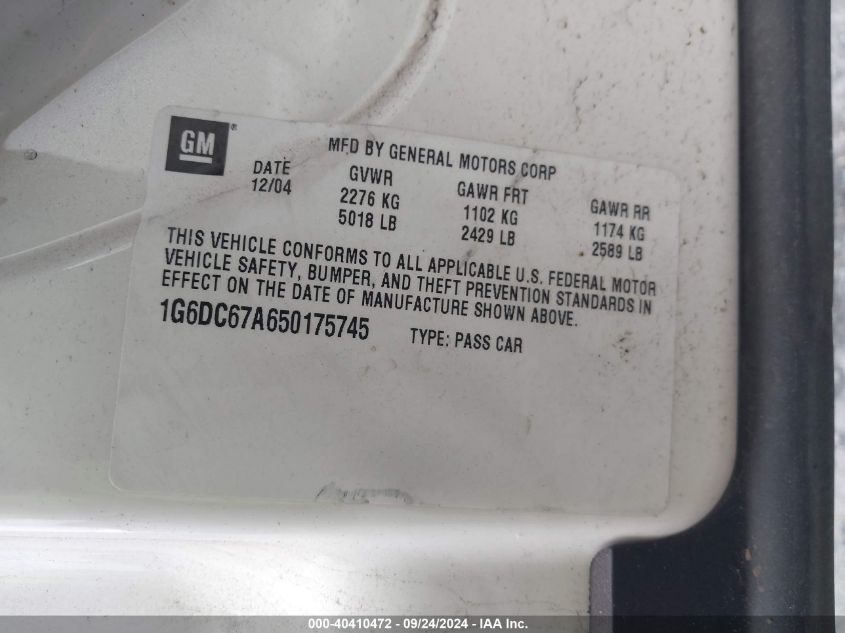 GM®
MFD BY GENERAL MOTORS CORP
DATE GVWR GAWR FRT GAWR RR
12/04 2276 KG 1102 KG 1174 KG
5018 LB 2429 LB 2589 LB
THIS VEHICLE CONFORMS TO ALL APPLICABLE U.S. FEDERAL MOTOR
VEHICLE SAFETY, BUMPER, AND THEFT PREVENTION STANDARDS IN
EFFECT ON THE DATE OF MANUFACTURE SHOWN ABOVE.
1G6DC67A650175745 TYPE: PASS CAR
000-40410472 - 09/24/2024 - IAA Inc.